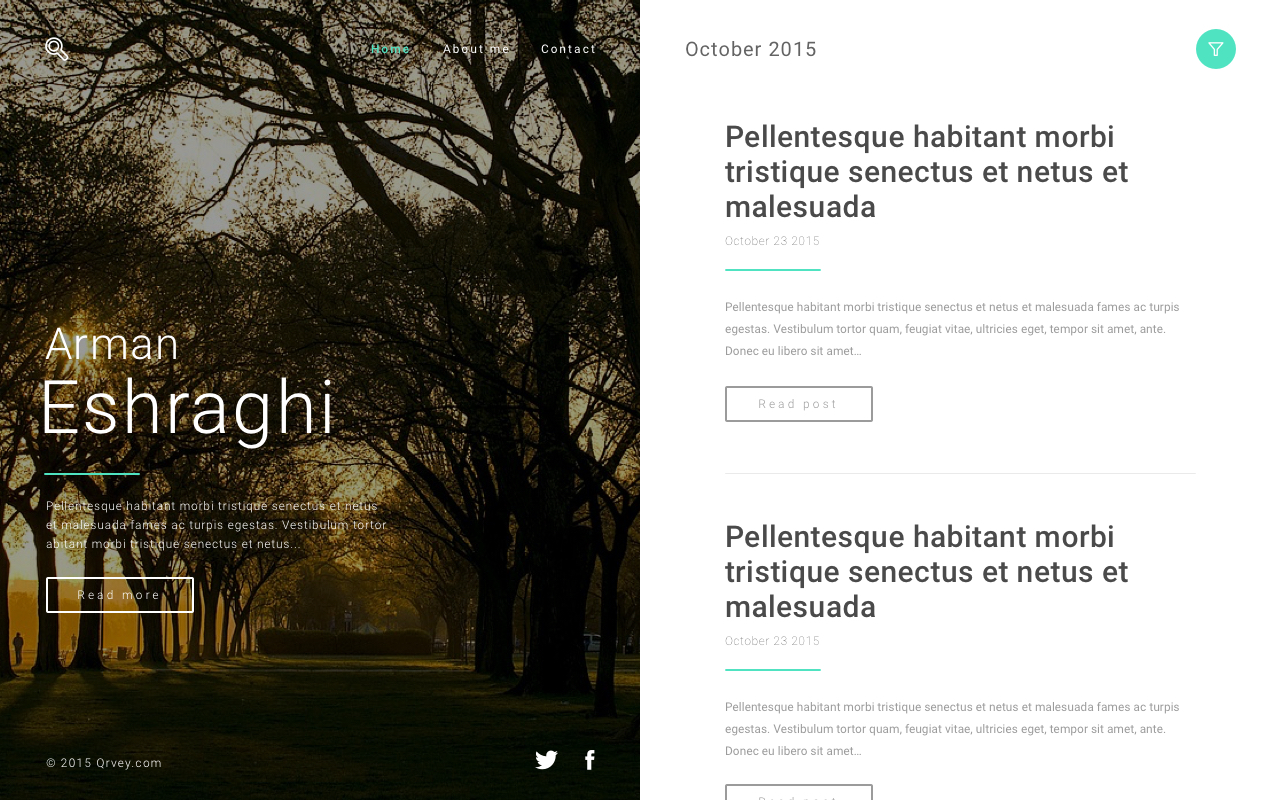 Home About me Contact
Arman
Eshraghi
Pellentesque habitant morbi tristique senectus et netus
et malesuada fames ac turpis egestas. Vestibulum tortor
abitant morbi tristique senectus et netus...
Read more
© 2015 Qrvey.com
October 2015
Pellentesque habitant morbi
tristique senectus et netus et
malesuada
October 23 2015
Pellentesque habitant morbi tristique senectus et netus et malesuada fames ac turpis
egestas. Vestibulum tortor quam, feugiat vitae, ultricies eget, tempor sit amet, ante.
Donec eu libero sit amet...
Read post
Pellentesque habitant morbi
tristique senectus et netus et
malesuada
October 23 2015
Pellentesque habitant morbi tristique senectus et netus et malesuada fames ac turpis
egestas. Vestibulum tortor quam, feugiat vitae, ultricies eget, tempor sit amet, ante.
Donec eu libero sit amet...
Read post